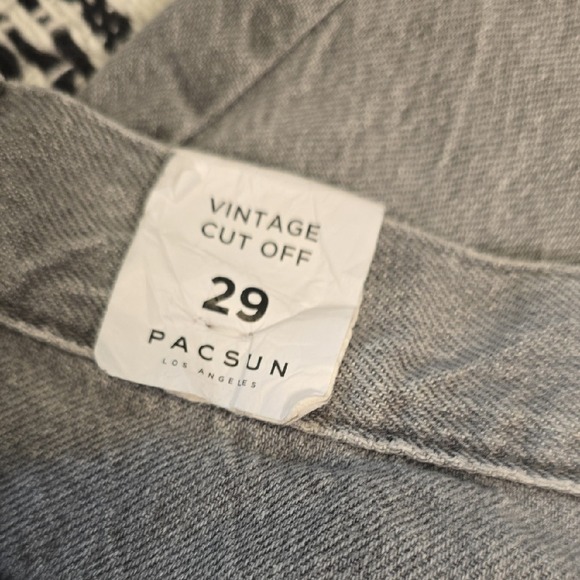 VINTAGE
CUT OFF
29
PACSUN
LOS ANGELES